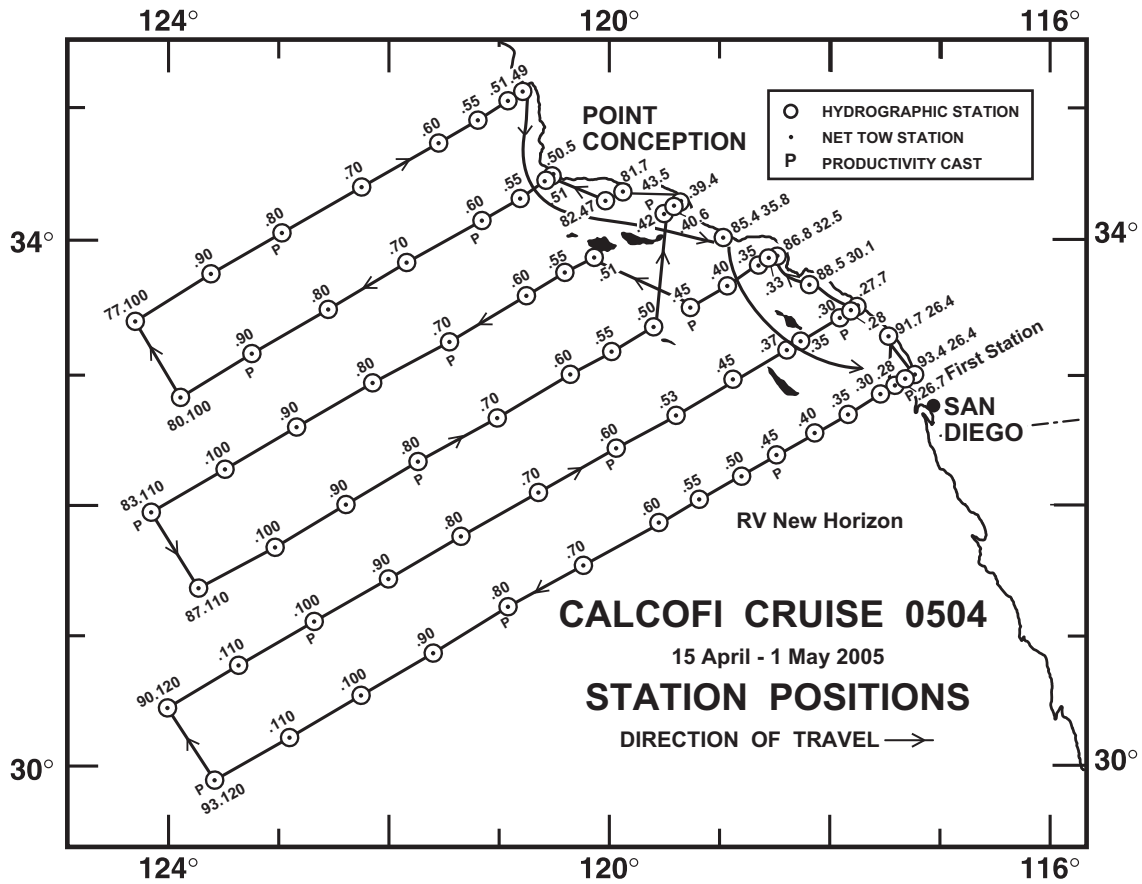 124° 120° 116°
POINT
CONCEPTION
HYDROGRAPHIC STATION
NET TOW STATION
P PRODUCTIVITY CAST
34° 34°
77.100 .90 .80 P .70 .60 .55 .51 .49
80.100 .90 P .80 .70 .60 P .55 .51 .50.5
82.47 81.7 43.5
P .42 .39.4 .40.6
85.4 35.8
86.8 32.5
88.5 30.1
.27.7
91.7 26.4
93.4 26.4
First Station
83.110 P .100 .90 .80 .70 P .60 .55 .51
87.110 .100 .90 .80 P .70 .60 .55 .50 .45 P .40 .35 .33
90.120 .110 .100 P .90 .80 .70 .60 P .53 .45 .37 .35 .30 P .28
93.120 P .110 .100 .90 .80 P .70 .60 .55 .50 .45 P .40 .35 .30 .28 P .26.7
SAN
DIEGO
RV New Horizon
CALCOFI CRUISE 0504
15 April - 1 May 2005
STATION POSITIONS
DIRECTION OF TRAVEL
30° 30°
124° 120° 116°